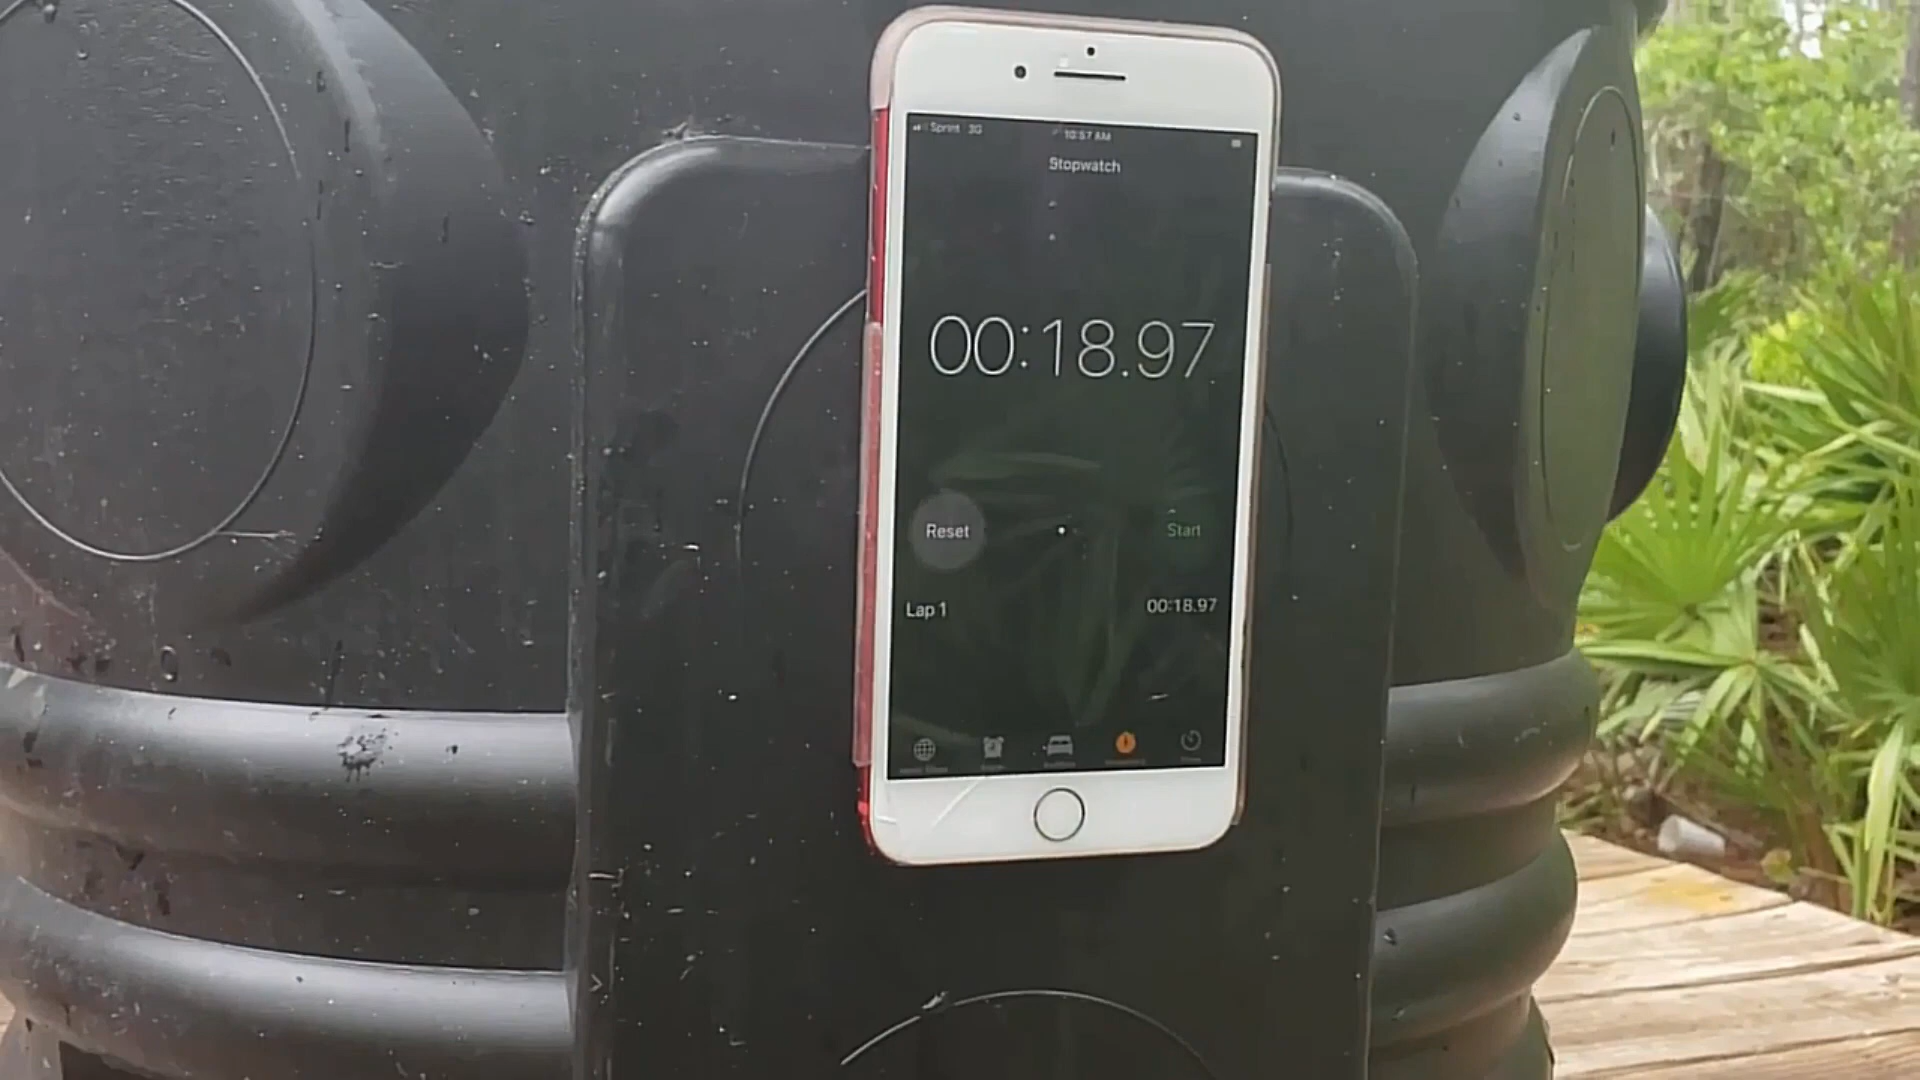 Sprint 3G
10:57 AM
Stopwatch
00:18.97
Reset
Start
Lap 1
00:18.97